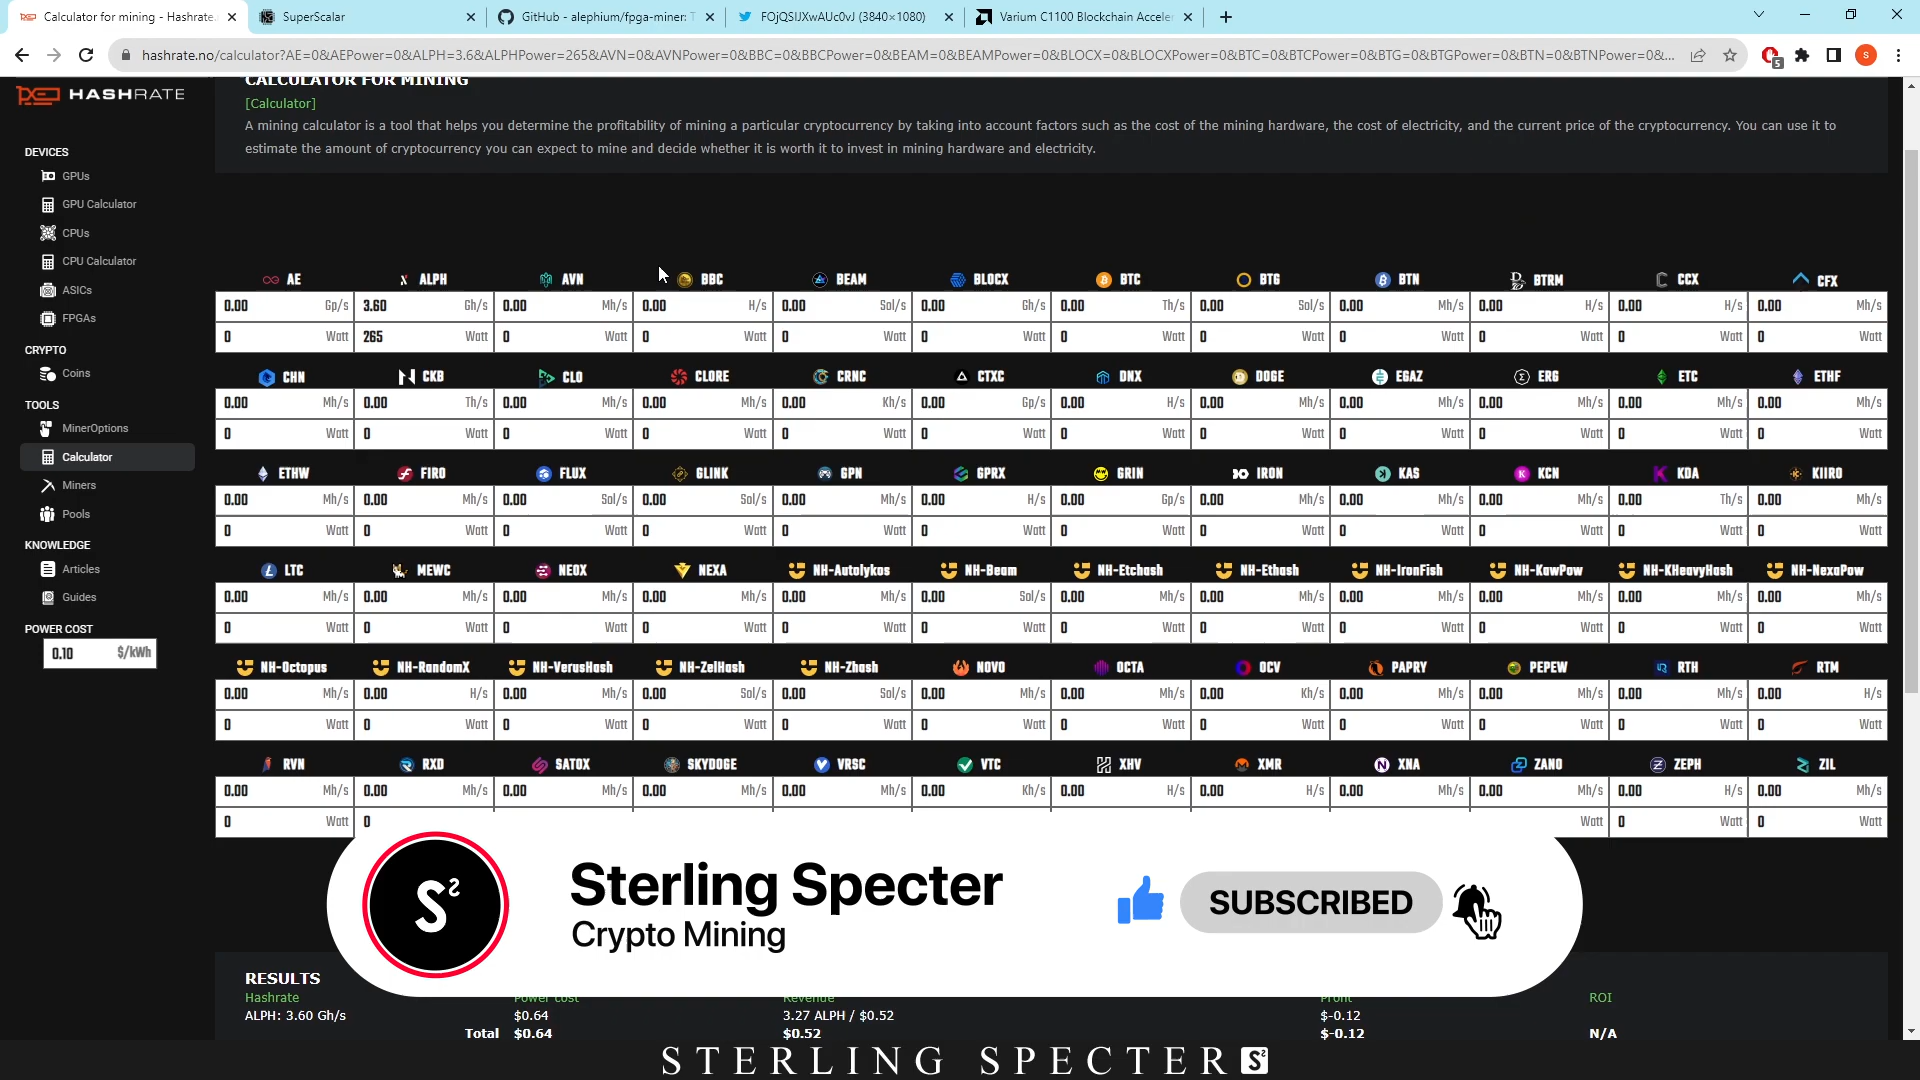 Calculator for mining - Hashrate.
SuperScalar
GitHub - alephium/fpga-miner: T
FOjQSIJXwAUc0vJ (3840×1080)
Varium C1100 Blockchain Acceler
hashrate.no/calculator?AE=0&AEPower=0&ALPH=3.6&ALPHPower=265&AVN=0&AVNPower=0&BBC=0&BBCPower=0&BEAM=0&BEAMPower=0&BLOCX=0&BLOCXPower=0&BTC=0&BTCPower=0&BTG=0&BTGPower=0&BTN=0&BTNPower=0&...
5
S
HASHRATE
DEVICES
GPUs
GPU Calculator
CPUs
CPU Calculator
ASICs
FPGAs
CRYPTO
Coins
TOOLS
MinerOptions
Calculator
Miners
Pools
KNOWLEDGE
Articles
Guides
POWER COST
0.10 $/kWh
CALCULATOR FOR MINING
[Calculator]
A mining calculator is a tool that helps you determine the profitability of mining a particular cryptocurrency by taking into account factors such as the cost of the mining hardware, the cost of electricity, and the current price of the cryptocurrency. You can use it to
estimate the amount of cryptocurrency you can expect to mine and decide whether it is worth it to invest in mining hardware and electricity.
AE ALPH AVN BBC BEAM BLOCX BTC BTG BTN BTRM CCX CFX
0.00 Gp/s 3.60 Gh/s 0.00 Mh/s 0.00 H/s 0.00 Sol/s 0.00 Gh/s 0.00 Th/s 0.00 Sol/s 0.00 Mh/s 0.00 H/s 0.00 H/s 0.00 Mh/s
0 Watt 265 Watt 0 Watt 0 Watt 0 Watt 0 Watt 0 Watt 0 Watt 0 Watt 0 Watt 0 Watt 0 Watt
CHN CKB CLO CLORE CRNC CTXC DNX DOGE EGAZ ERG ETC ETHF
0.00 Mh/s 0.00 Th/s 0.00 Mh/s 0.00 Mh/s 0.00 Kh/s 0.00 Gp/s 0.00 H/s 0.00 Mh/s 0.00 Mh/s 0.00 Mh/s 0.00 Mh/s 0.00 Mh/s
0 Watt 0 Watt 0 Watt 0 Watt 0 Watt 0 Watt 0 Watt 0 Watt 0 Watt 0 Watt 0 Watt 0 Watt
ETHW FIRO FLUX GLINK GPN GPRX GRIN IRON KAS KCN KDA KIIRO
0.00 Mh/s 0.00 Mh/s 0.00 Sol/s 0.00 Sol/s 0.00 Mh/s 0.00 H/s 0.00 Gp/s 0.00 Mh/s 0.00 Mh/s 0.00 Mh/s 0.00 Th/s 0.00 Mh/s
0 Watt 0 Watt 0 Watt 0 Watt 0 Watt 0 Watt 0 Watt 0 Watt 0 Watt 0 Watt 0 Watt 0 Watt
LTC MEWC NEOX NEXA NH-Autolykos NH-Beam NH-Etchash NH-Ethash NH-IronFish NH-KawPow NH-KHeavyHash NH-NexaPow
0.00 Mh/s 0.00 Mh/s 0.00 Mh/s 0.00 Mh/s 0.00 Mh/s 0.00 Sol/s 0.00 Mh/s 0.00 Mh/s 0.00 Mh/s 0.00 Mh/s 0.00 Mh/s 0.00 Mh/s
0 Watt 0 Watt 0 Watt 0 Watt 0 Watt 0 Watt 0 Watt 0 Watt 0 Watt 0 Watt 0 Watt 0 Watt
NH-Octopus NH-RandomX NH-VerusHash NH-ZelHash NH-Zhash NOVO OCTA OCV PAPRY PEPEW RTH RTM
0.00 Mh/s 0.00 H/s 0.00 Mh/s 0.00 Sol/s 0.00 Sol/s 0.00 Mh/s 0.00 Mh/s 0.00 Kh/s 0.00 Mh/s 0.00 Mh/s 0.00 Mh/s 0.00 H/s
0 Watt 0 Watt 0 Watt 0 Watt 0 Watt 0 Watt 0 Watt 0 Watt 0 Watt 0 Watt 0 Watt 0 Watt
RVN RXD SATOX SKYDOGE VRSC VTC XHV XMR XNA ZANO ZEPH ZIL
0.00 Mh/s 0.00 Mh/s 0.00 Mh/s 0.00 Mh/s 0.00 Mh/s 0.00 Kh/s 0.00 H/s 0.00 H/s 0.00 Mh/s 0.00 Mh/s 0.00 H/s 0.00 Mh/s
0 Watt 0 Watt 0 Watt 0 Watt
S²
Sterling Specter
Crypto Mining
SUBSCRIBED
RESULTS
Hashrate Power cost Revenue Profit ROI
ALPH: 3.60 Gh/s $0.64 3.27 ALPH / $0.52 $-0.12
Total $0.64 $0.52 $-0.12 N/A
STERLING SPECTER S²